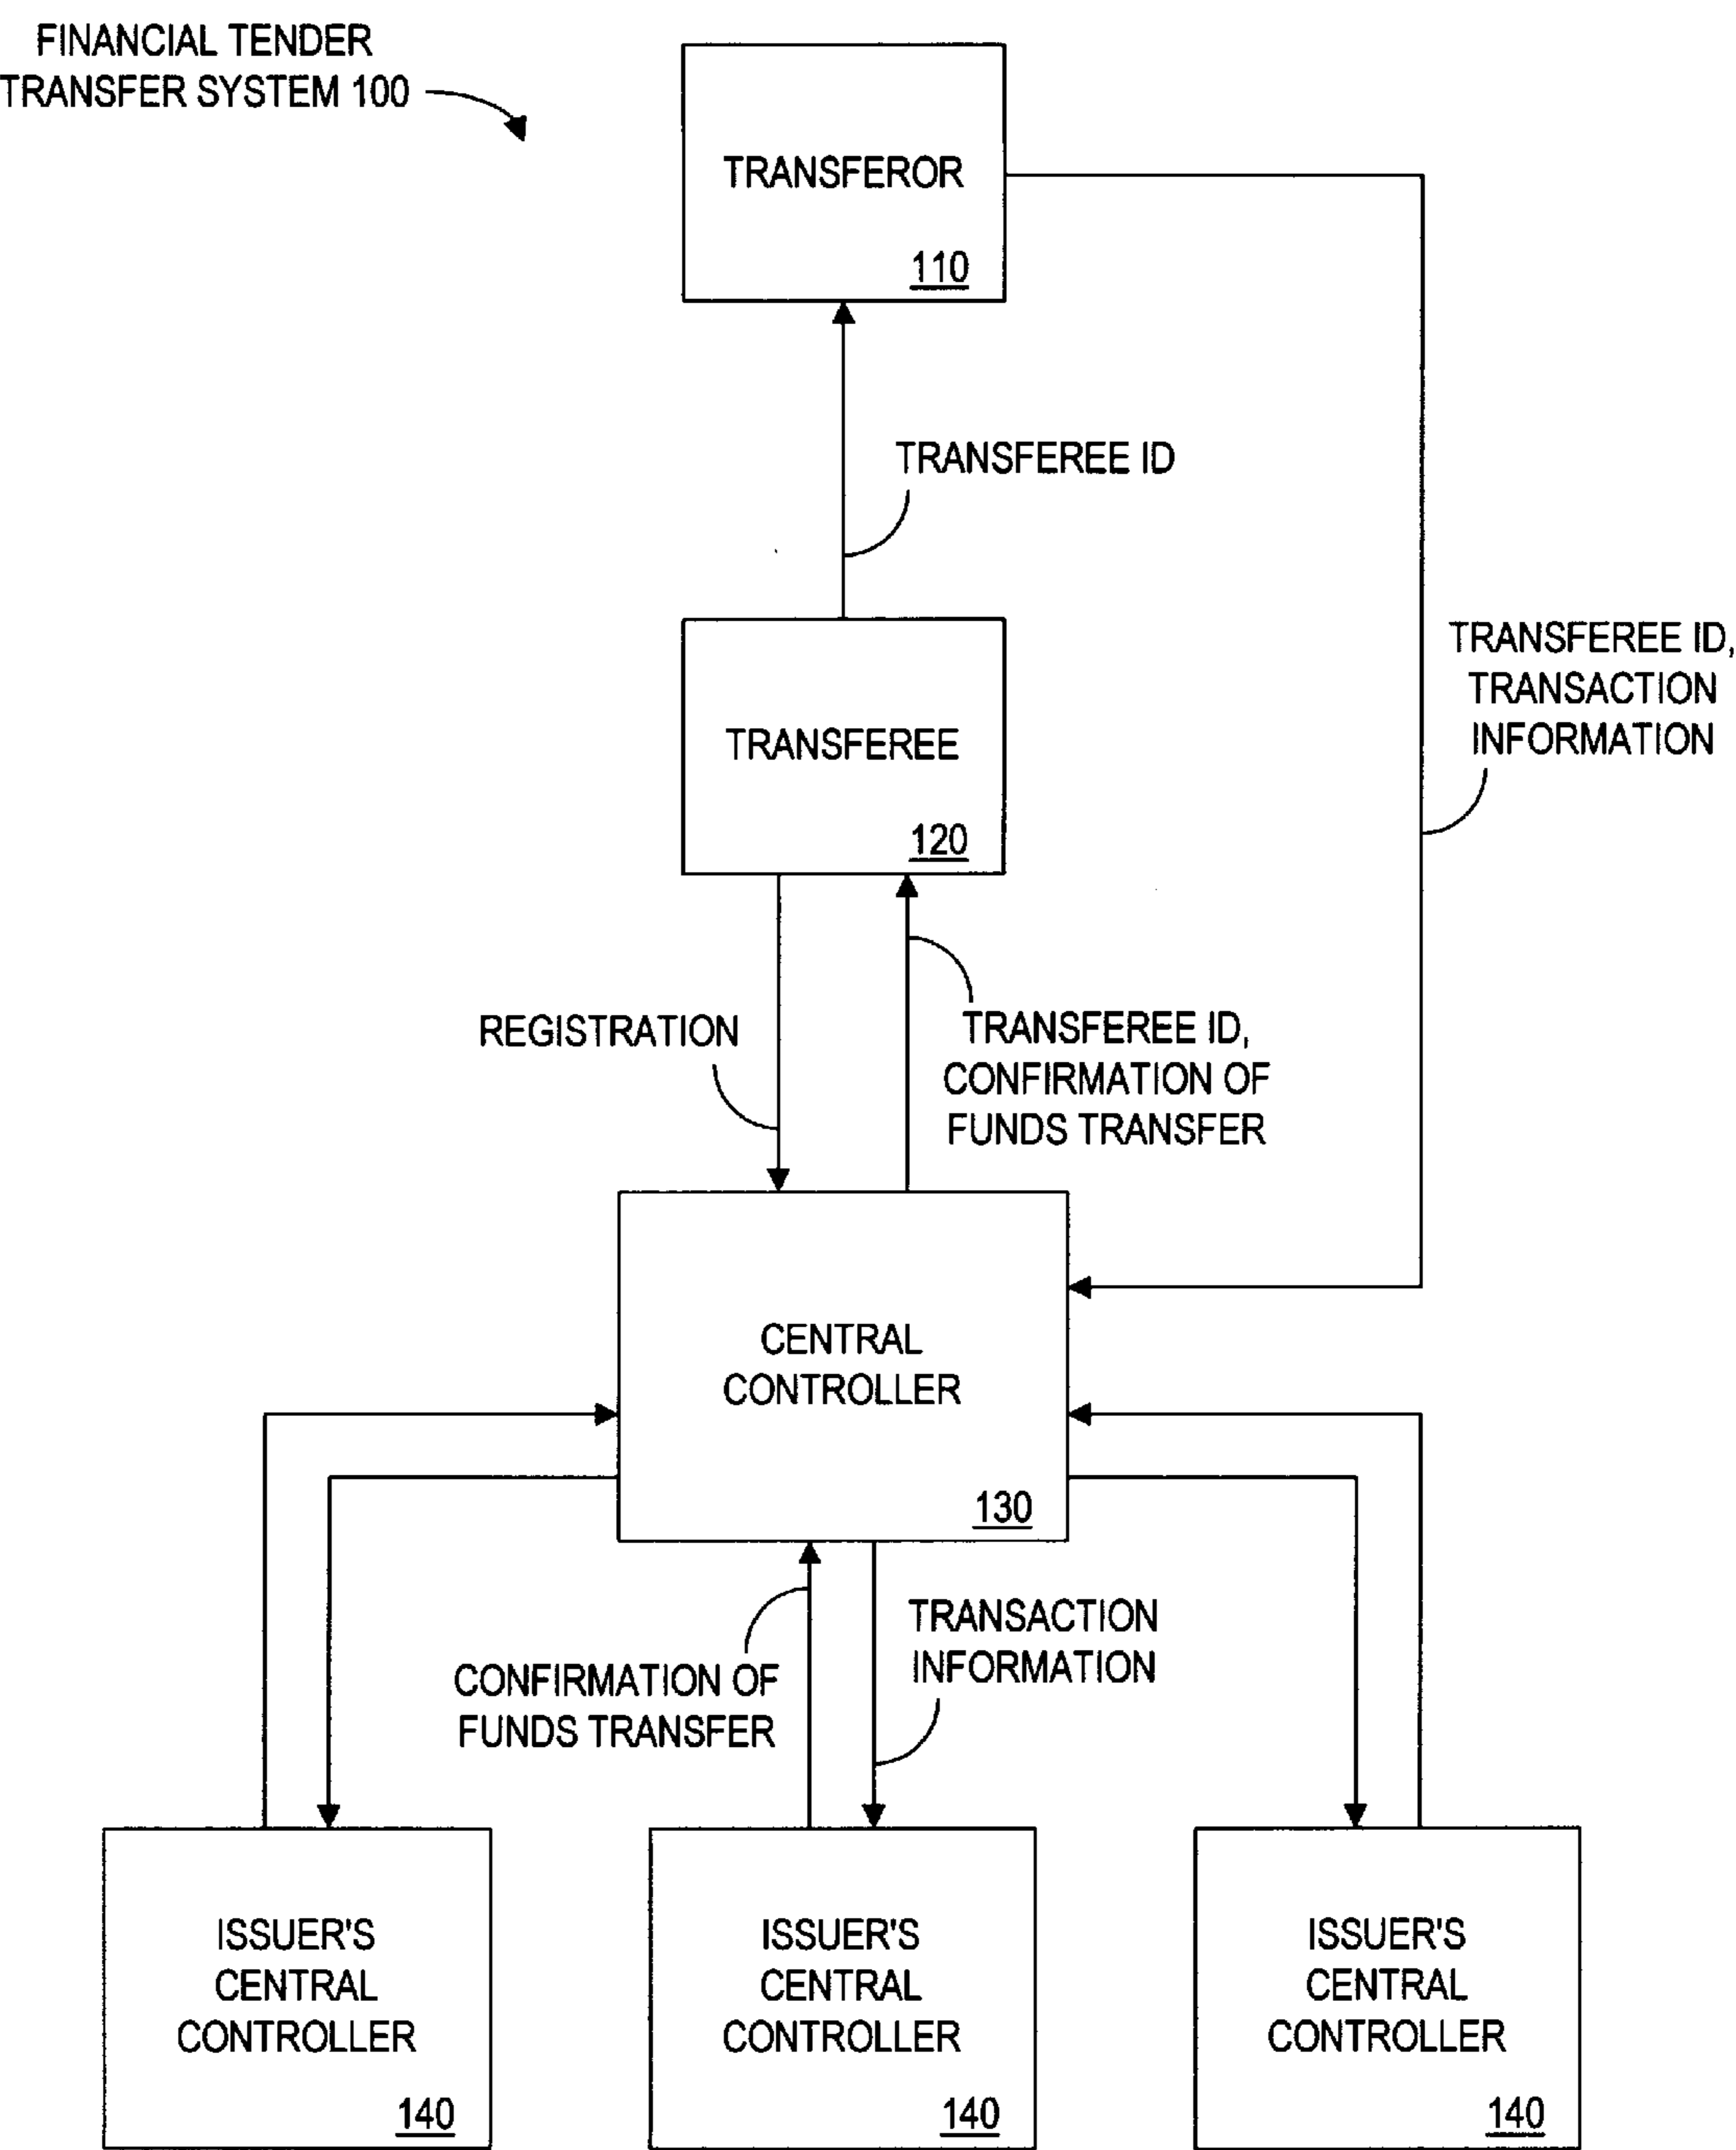 FINANCIAL TENDER
TRANSFER SYSTEM 100
TRANSFEROR
110
TRANSFEREE ID
TRANSFEREE ID,
TRANSACTION
INFORMATION
TRANSFEREE
120
REGISTRATION
TRANSFEREE ID,
CONFIRMATION OF
FUNDS TRANSFER
CENTRAL
CONTROLLER
130
TRANSACTION
INFORMATION
CONFIRMATION OF
FUNDS TRANSFER
ISSUER'S
CENTRAL
CONTROLLER
140
ISSUER'S
CENTRAL
CONTROLLER
140
ISSUER'S
CENTRAL
CONTROLLER
140